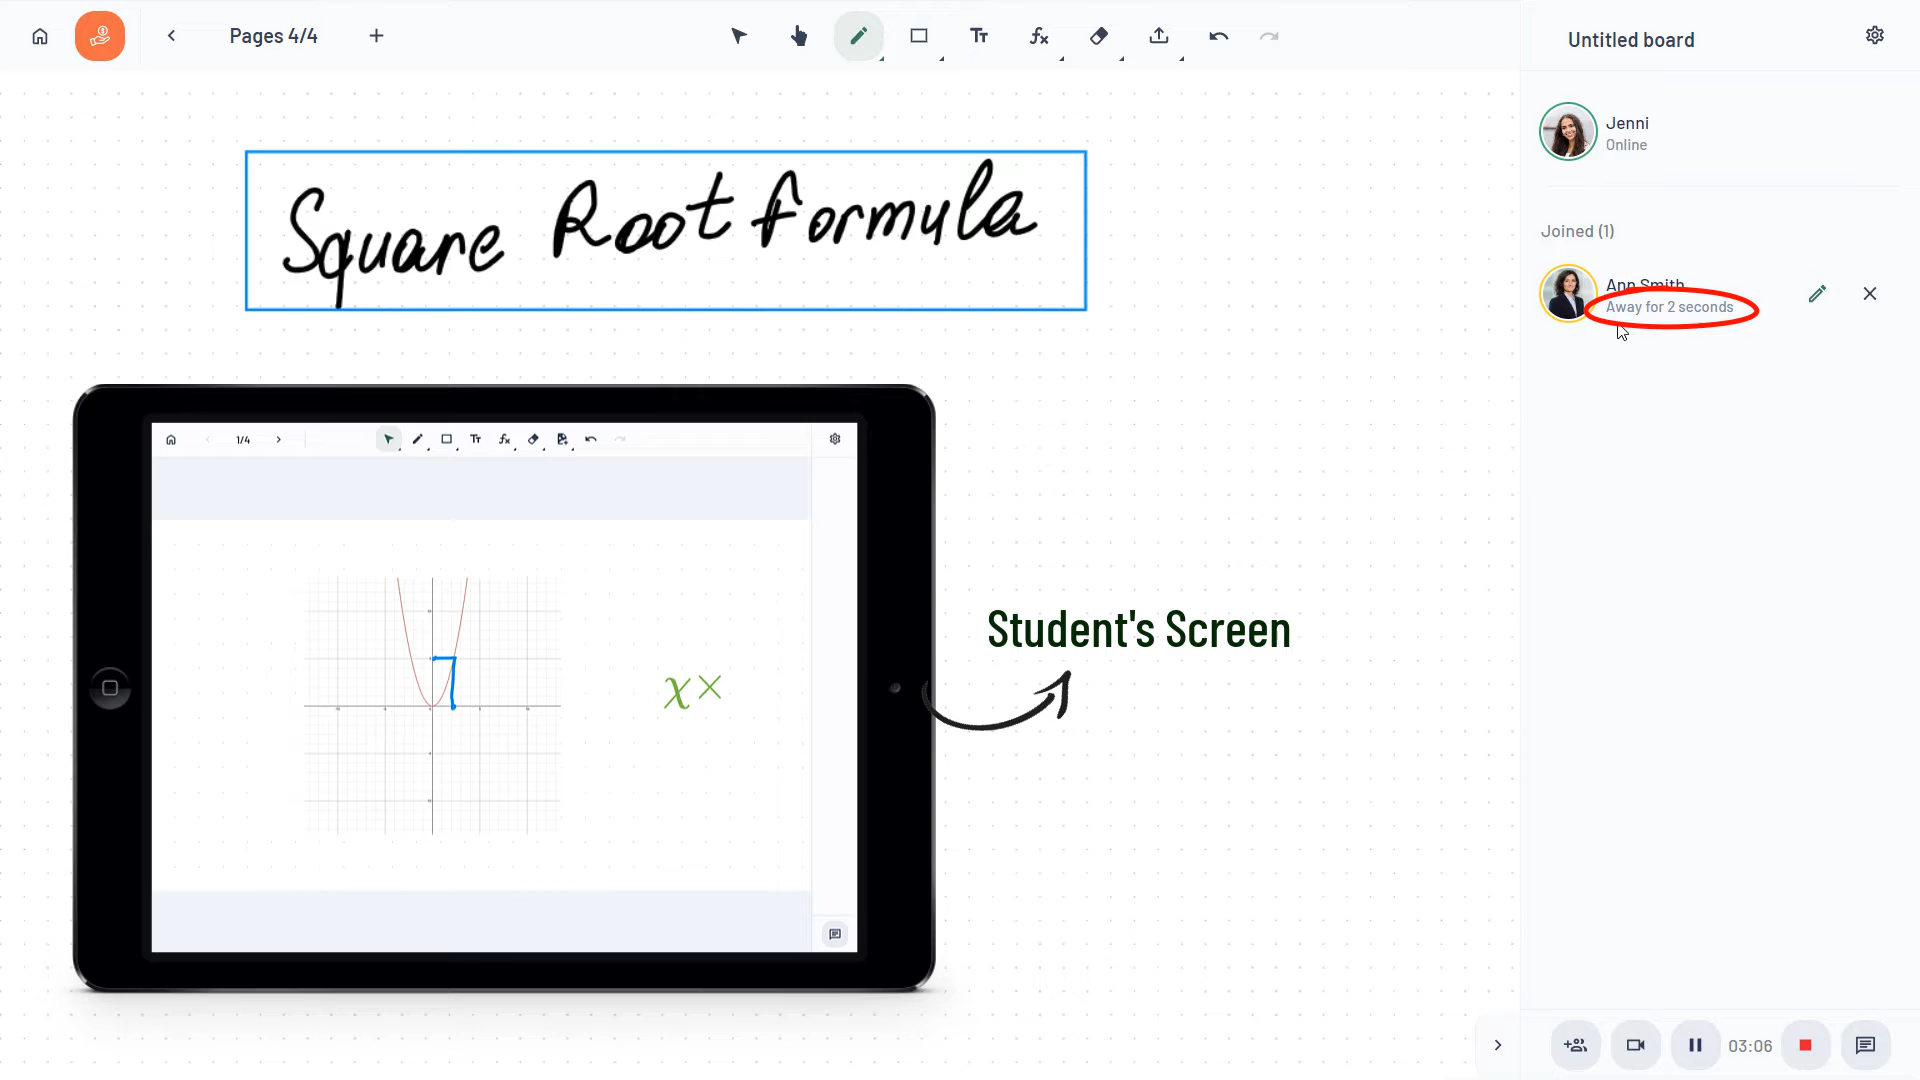 Pages 4/4
Untitled board
Jenni
Online
Square Root formula
Joined (1)
Ann Smith
Away for 2 seconds
1/4
Student's Screen
x×
03:06